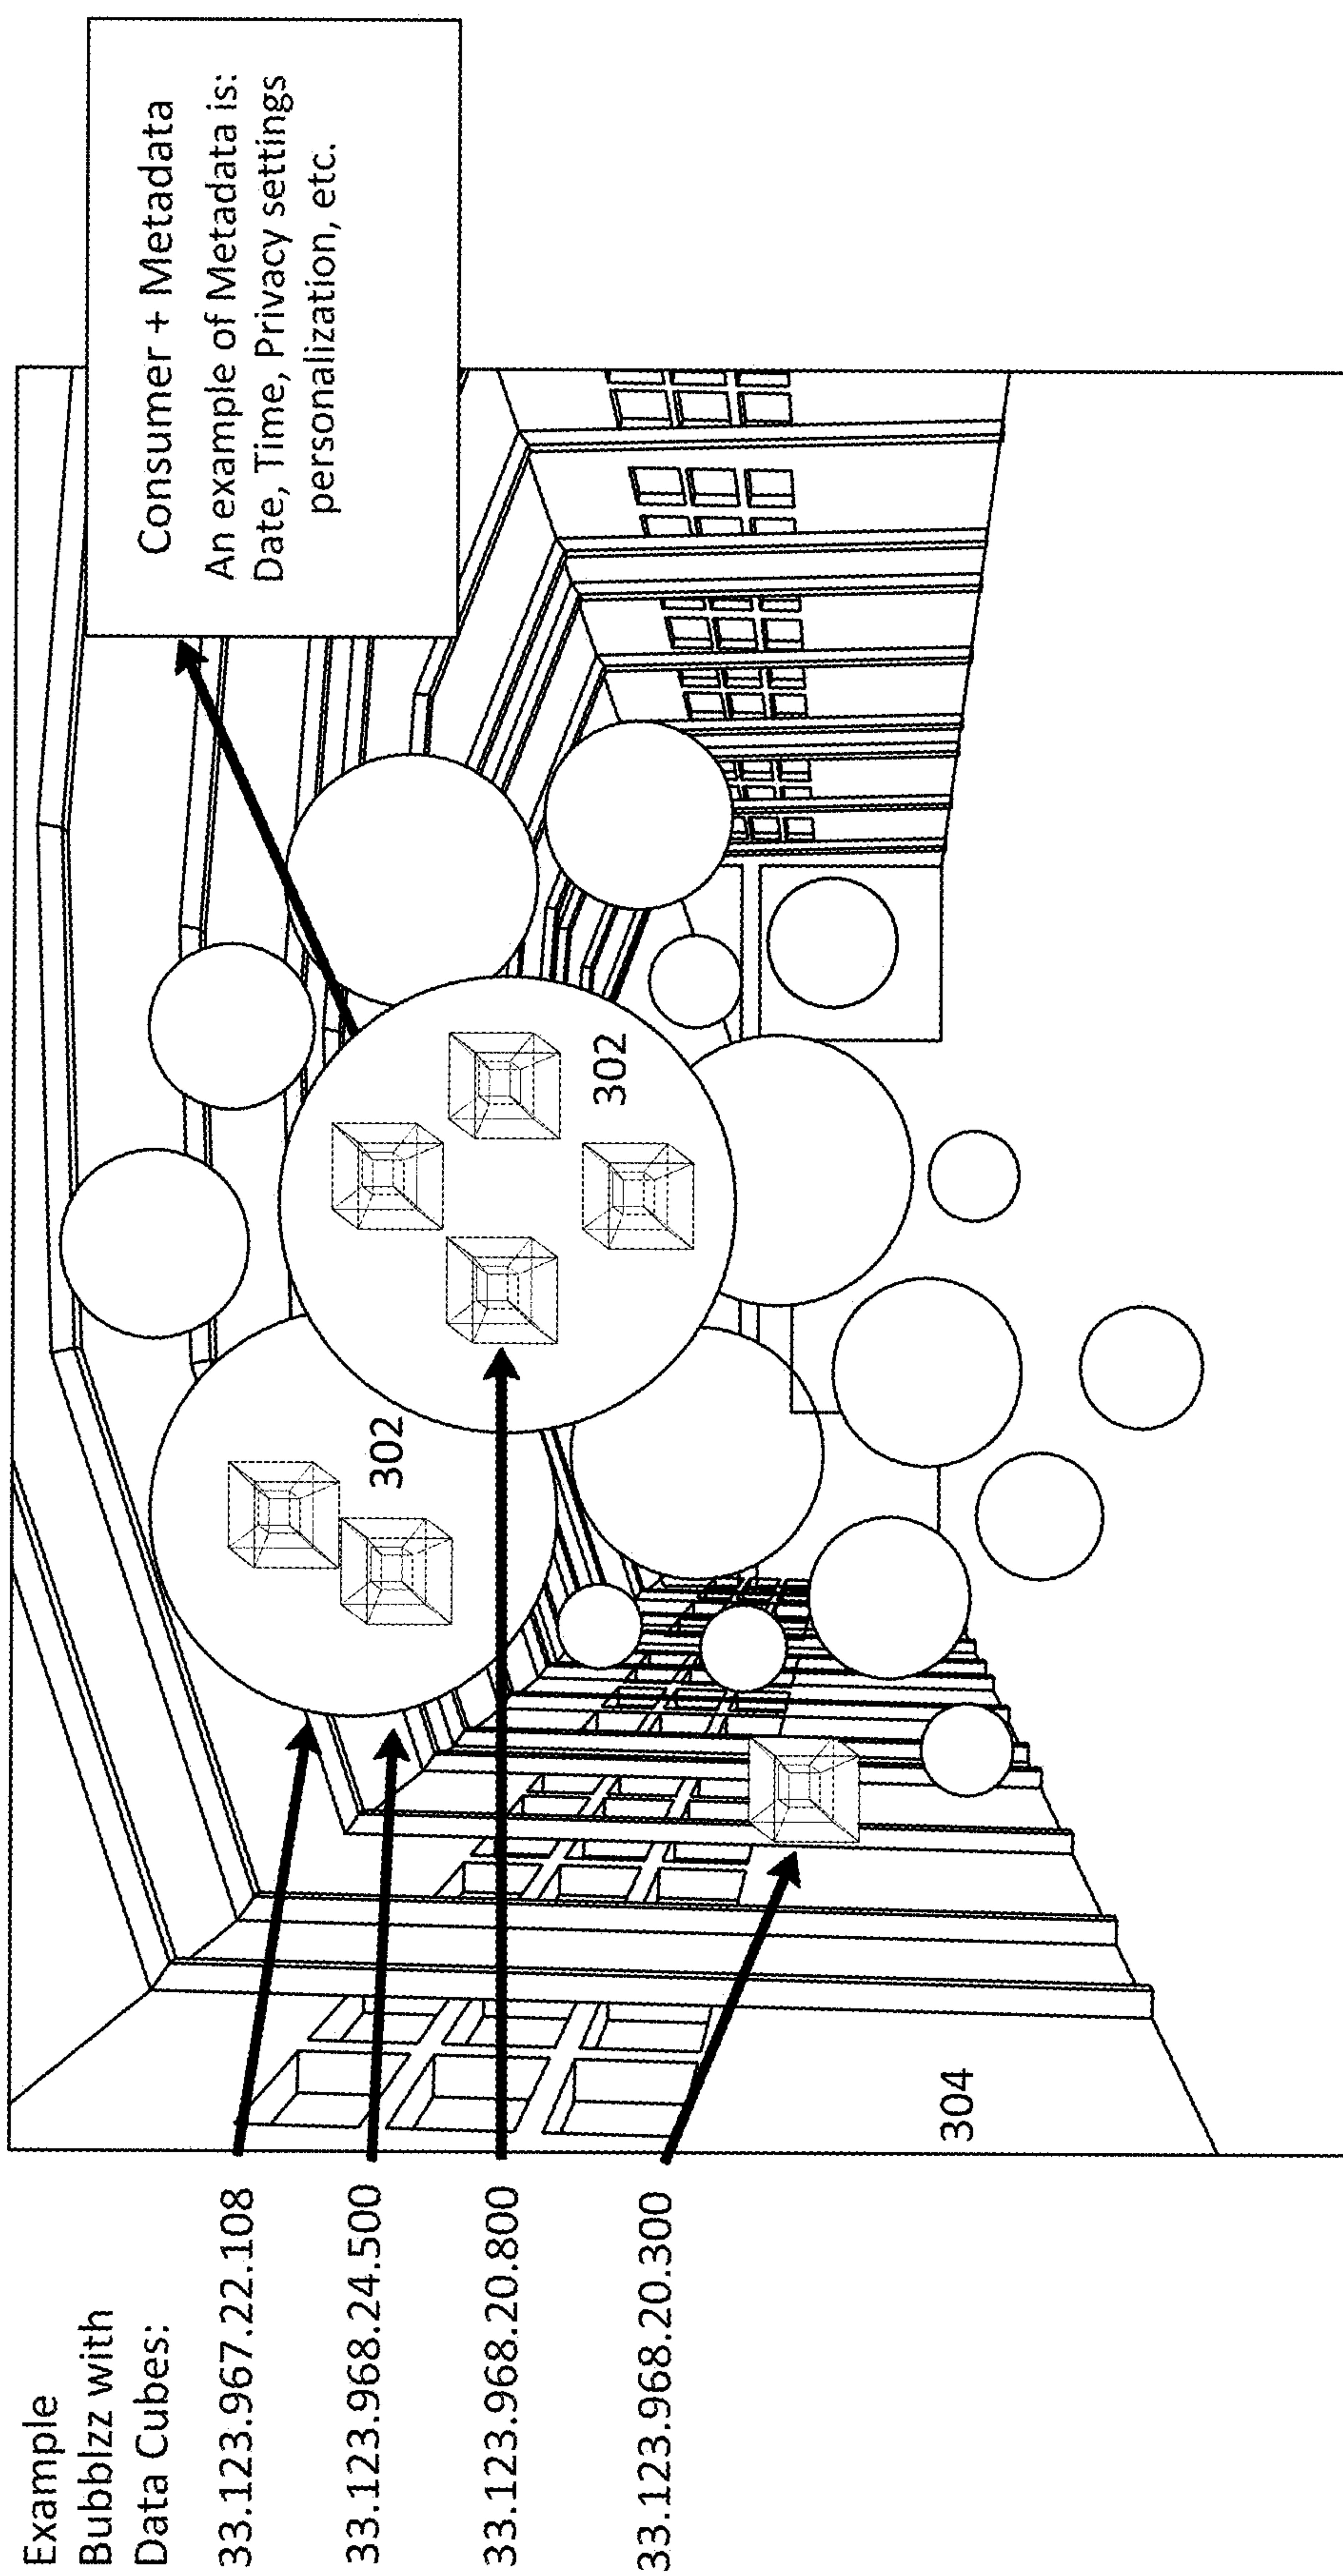 Example
Bubblzz with
Data Cubes:
33.123.967.22.108
33.123.968.24.500
33.123.968.20.800
33.123.968.20.300
302
302
304
Consumer + Metadata
An example of Metadata is:
Date, Time, Privacy settings
personalization, etc.